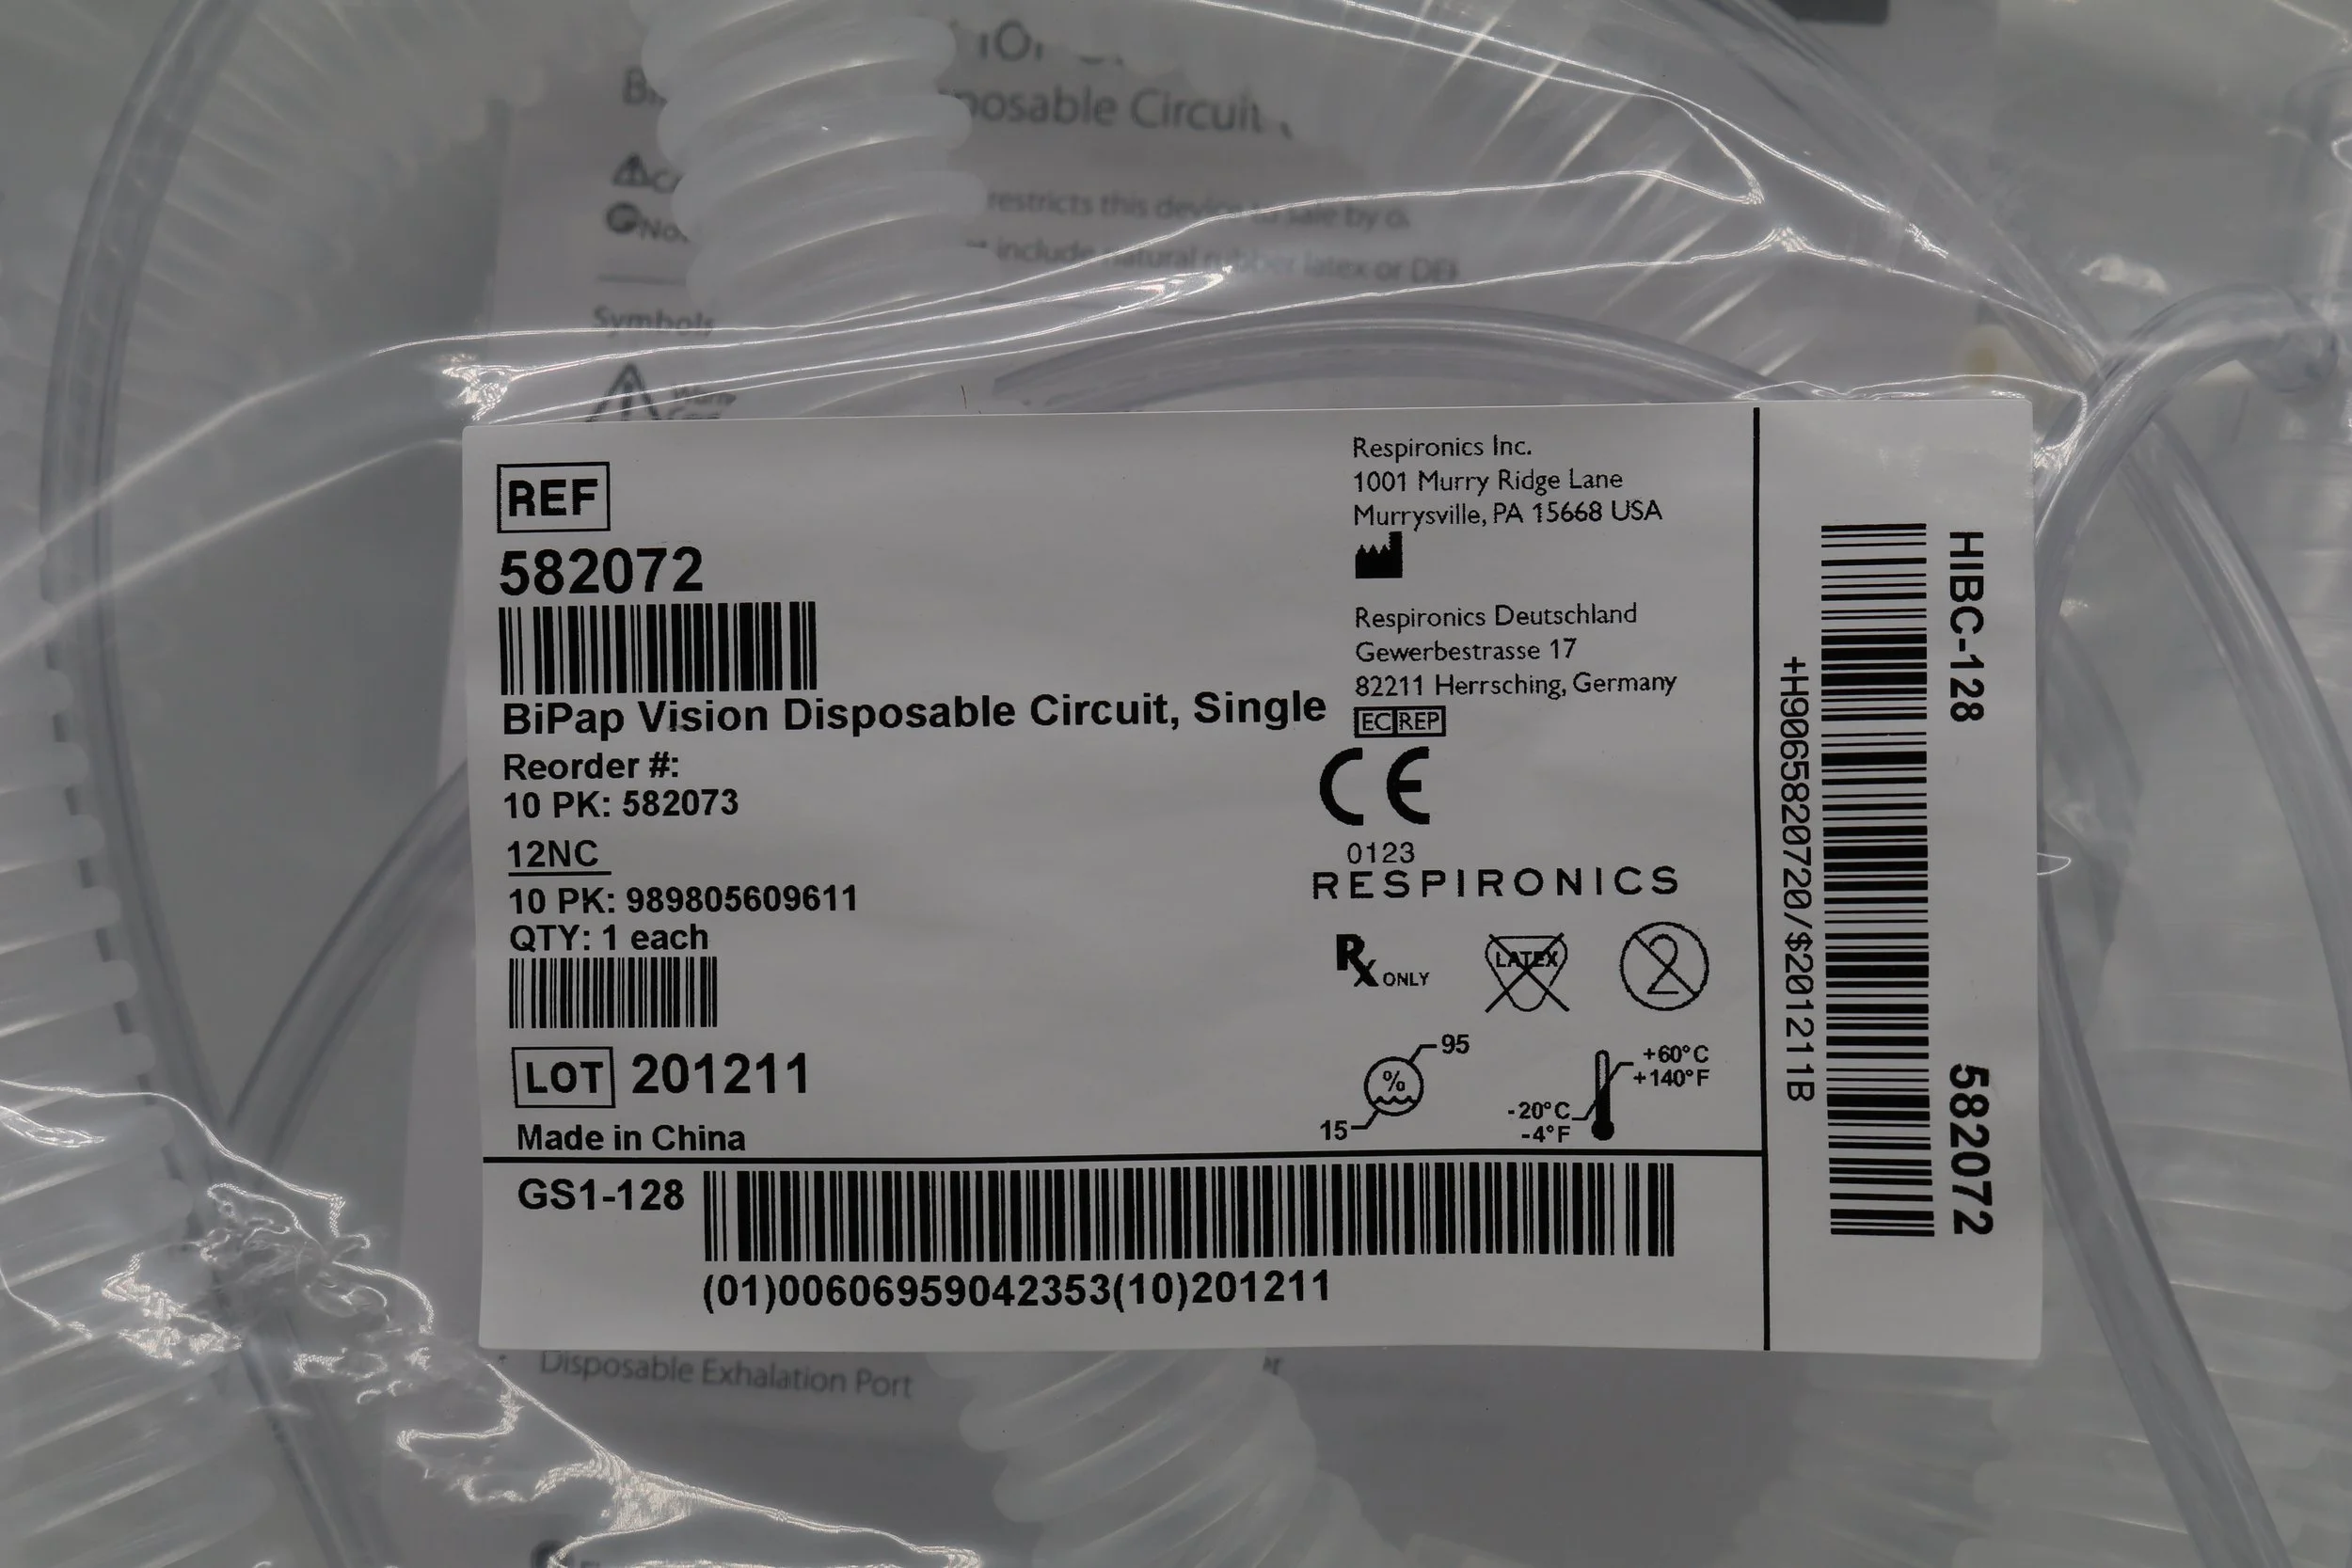 posable Circuit
restricts this device to sale by
include natural rubber latex or
Symbols
REF
582072
BiPap Vision Disposable Circuit, Single
Reorder #:
10 PK: 582073
12NC
10 PK: 989805609611
QTY: 1 each
LOT 201211
Made in China
Respironics Inc.
1001 Murry Ridge Lane
Murrysville, PA 15668 USA
Respironics Deutschland
Gewerbestrasse 17
82211 Herrsching, Germany
EC REP
CE
0123
RESPIRONICS
Rx ONLY
LATEX
2
95
%
15
+60°C
+140°F
-20°C
-4°F
GS1-128
(01)00606959042353(10)201211
HIBC-128
582072
+H9065820720/$201211B
Disposable Exhalation Port